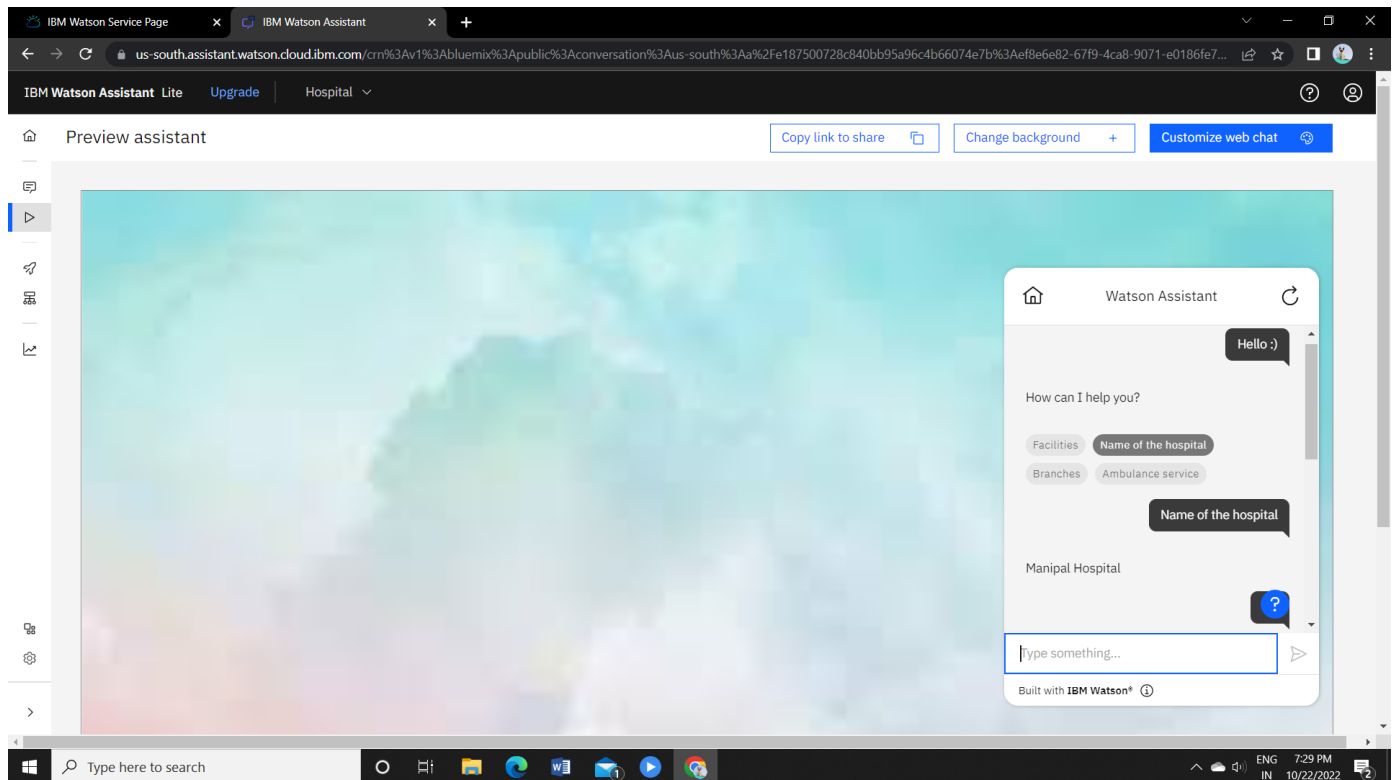 IBM Watson Service Page
IBM Watson Assistant
us-south.assistant.watson.cloud.ibm.com/crn%3Av1%3Abluemix%3Apublic%3Aconversation%3Aus-south%3Aa%2Fe187500728c840bb95a96c4b66074e7b%3Aef8e6e82-67f9-4ca8-9071-e0186fe7...
IBM Watson Assistant Lite Upgrade Hospital
Preview assistant
Copy link to share
Change background +
Customize web chat
Watson Assistant
Hello :)
How can I help you?
Facilities Name of the hospital
Branches Ambulance service
Name of the hospital
Manipal Hospital
?
Type something...
Built with IBM Watson®
Type here to search
ENG 7:29 PM
IN 10/22/2022
2